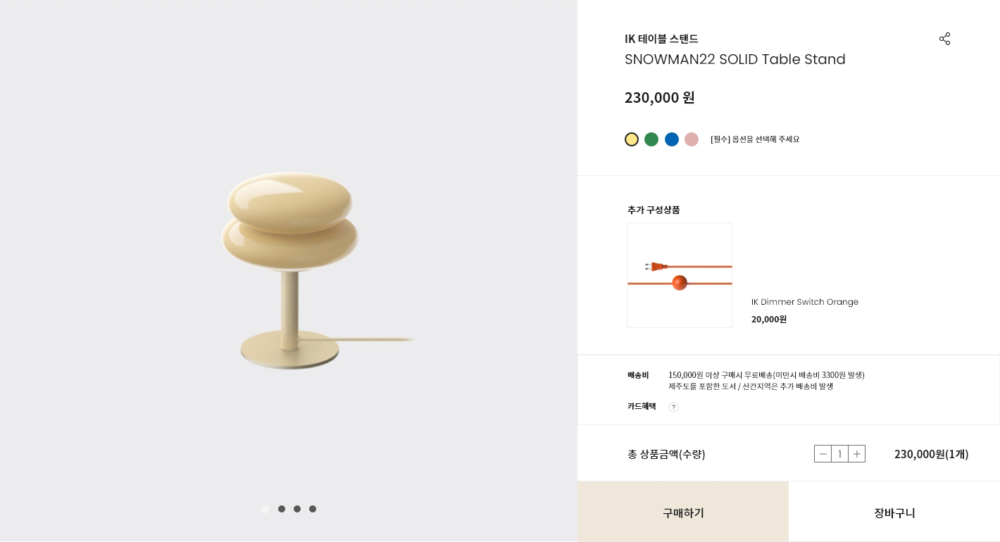 IK 테이블 스탠드
SNOWMAN22 SOLID Table Stand
230,000 원
[필수] 옵션을 선택해 주세요
추가 구성상품
IK Dimmer Switch Orange
20,000원
배송비 150,000원 이상 구매시 무료배송(미만시 배송비 3300원 발생)
제주도를 포함한 도서 / 산간지역은 추가 배송비 발생
카드혜택 ?
총 상품금액(수량) 1 230,000원(1개)
구매하기 장바구니